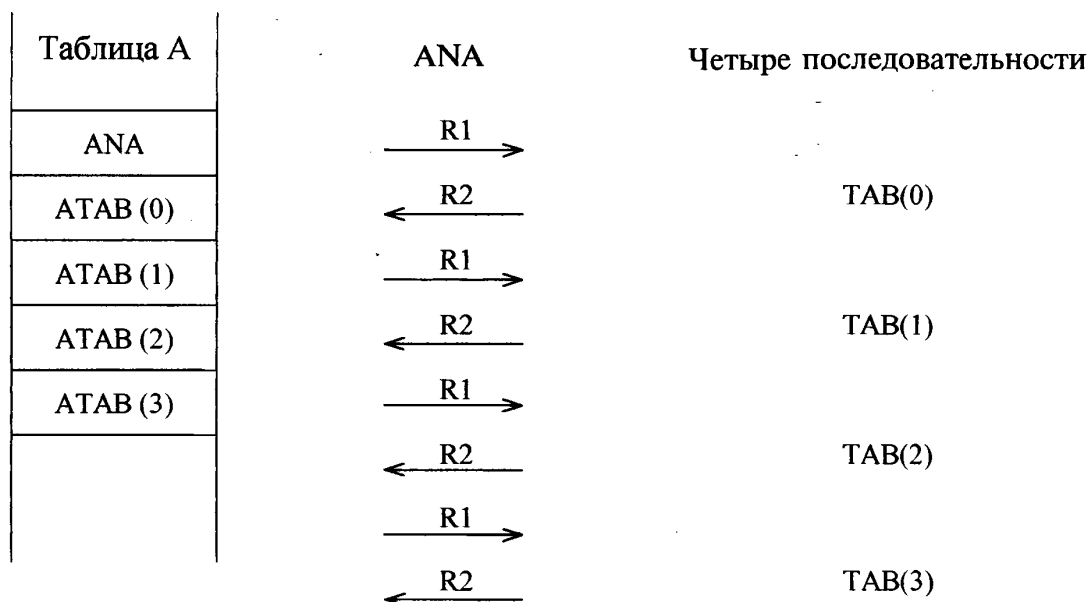 Таблица А
ANA
Четыре последовательности
ANA
R1
ATAB (0)
R2
TAB(0)
ATAB (1)
R1
ATAB (2)
R2
TAB(1)
ATAB (3)
R1
R2
TAB(2)
R1
R2
TAB(3)